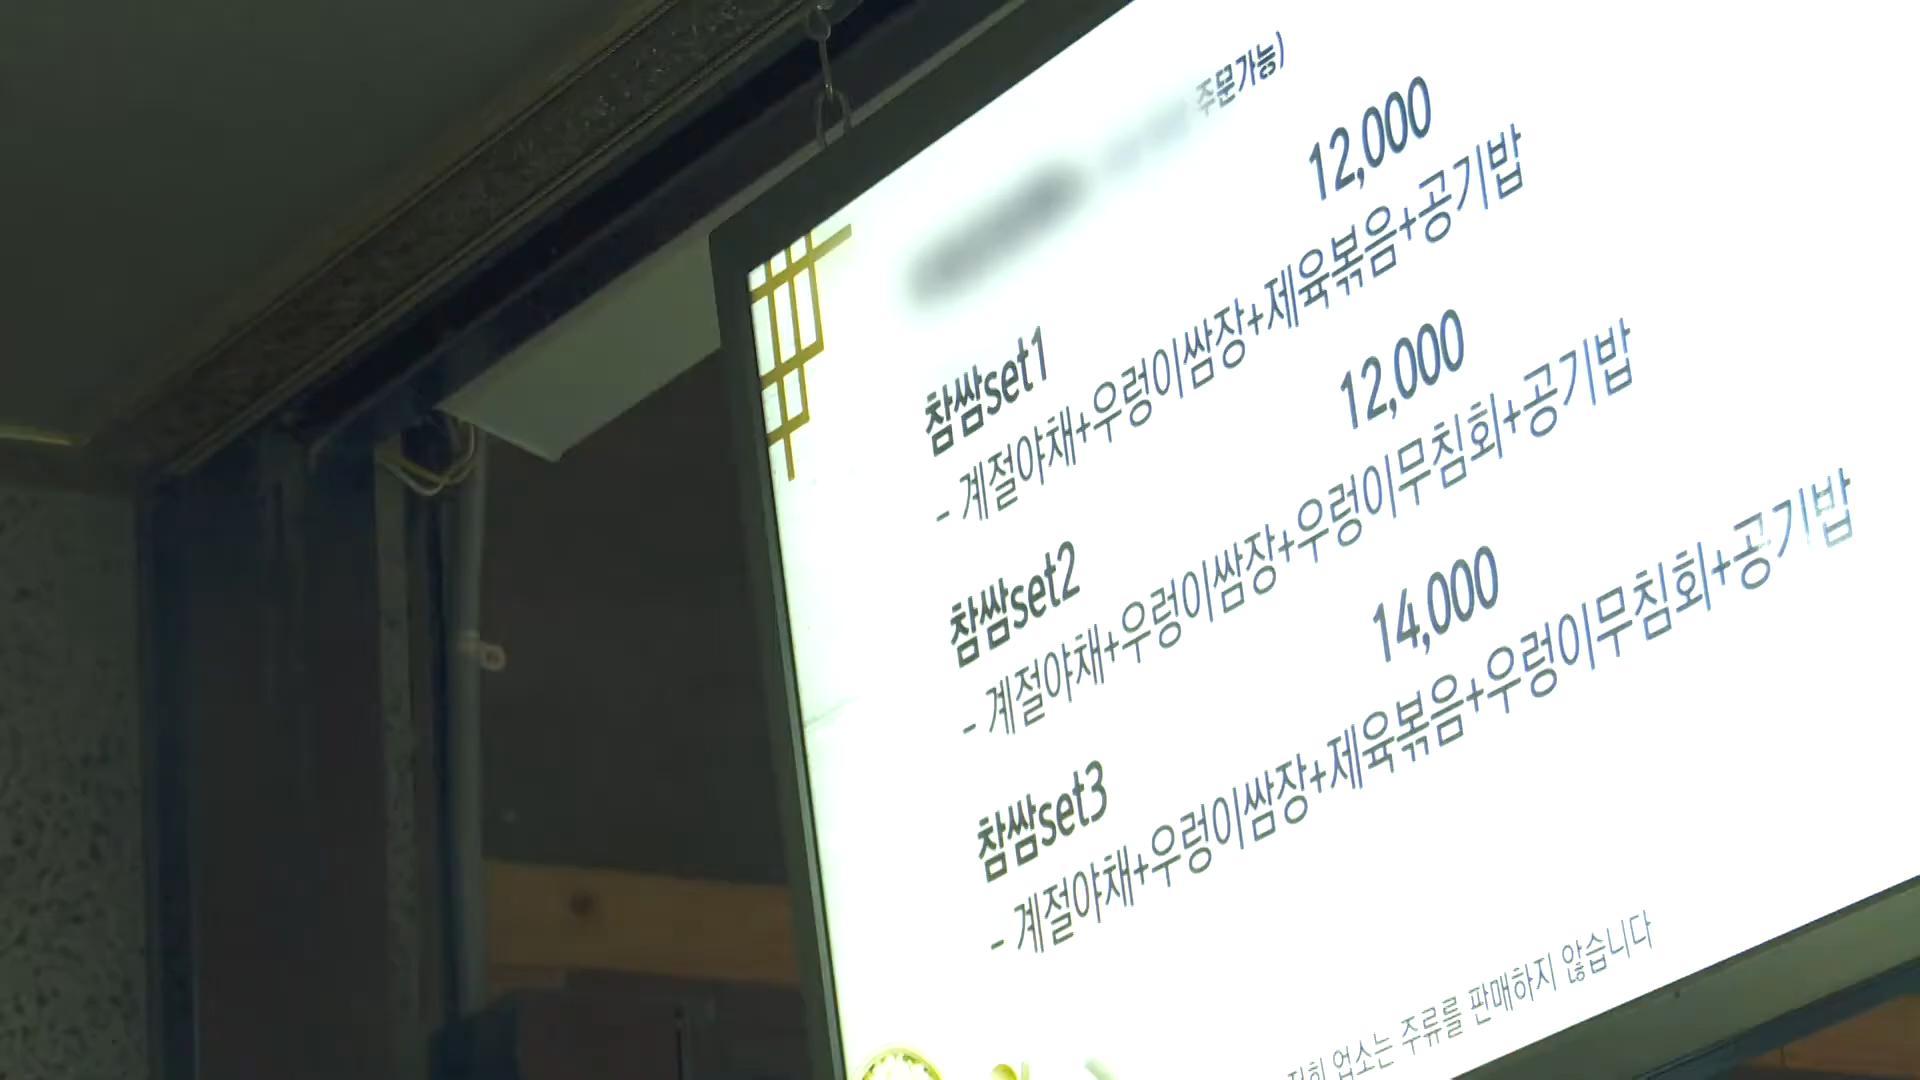 주문가능)
참쌈set1 12,000
- 계절야채+우렁이쌈장+제육볶음+공기밥
참쌈set2 12,000
- 계절야채+우렁이쌈장+우렁이무침회+공기밥
참쌈set3 14,000
- 계절야채+우렁이쌈장+제육볶음+우렁이무침회+공기밥
저희 업소는 주류를 판매하지 않습니다